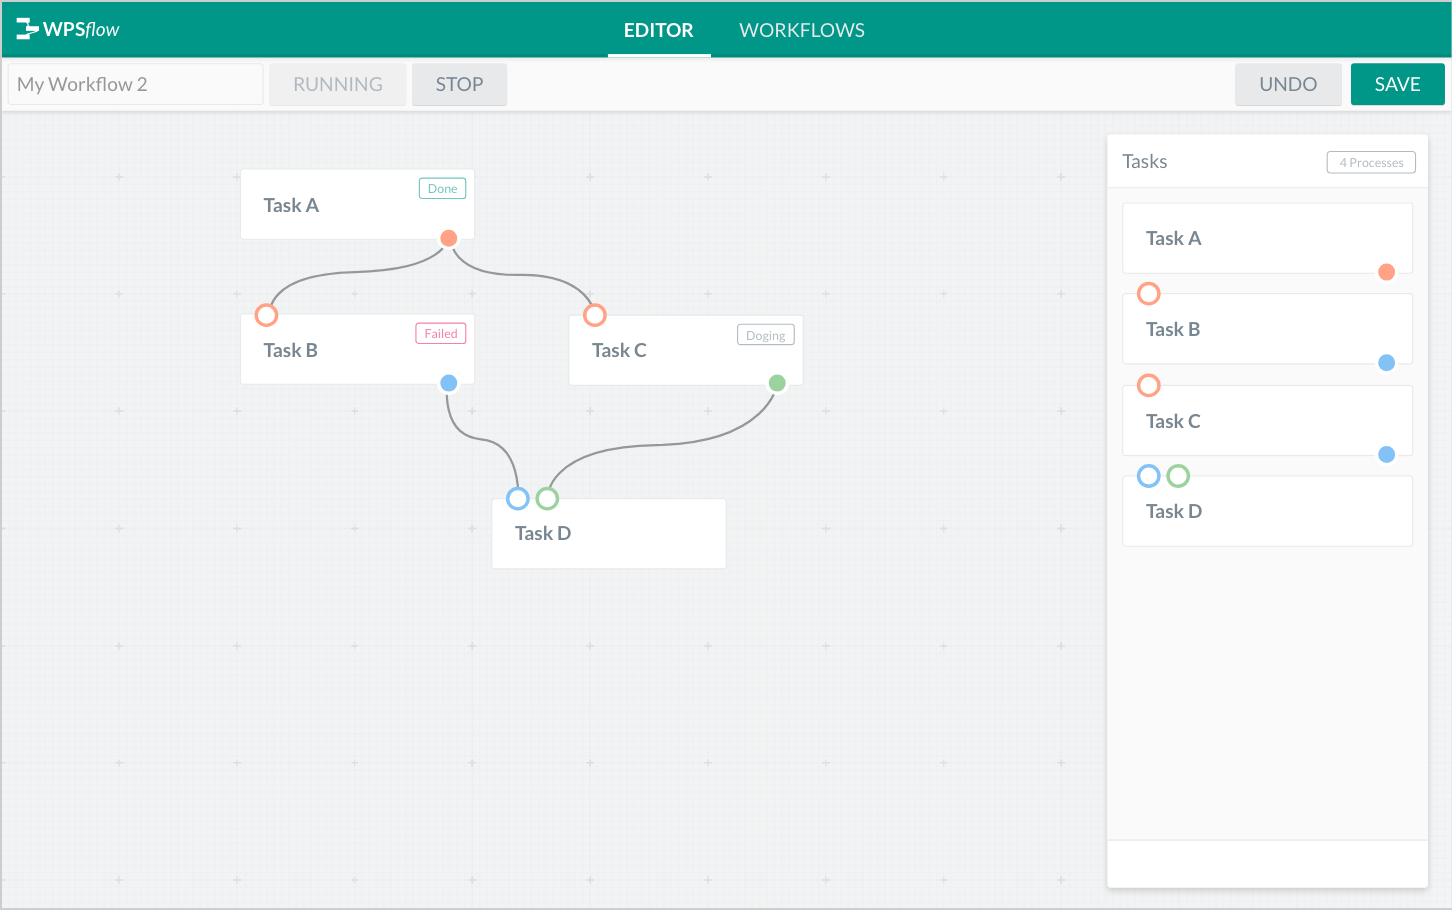 WPSflow
EDITOR
WORKFLOWS
My Workflow 2
RUNNING
STOP
UNDO
SAVE
Task A
Done
Task B
Failed
Task C
Doging
Task D
Tasks
4 Processes
Task A
Task B
Task C
Task D